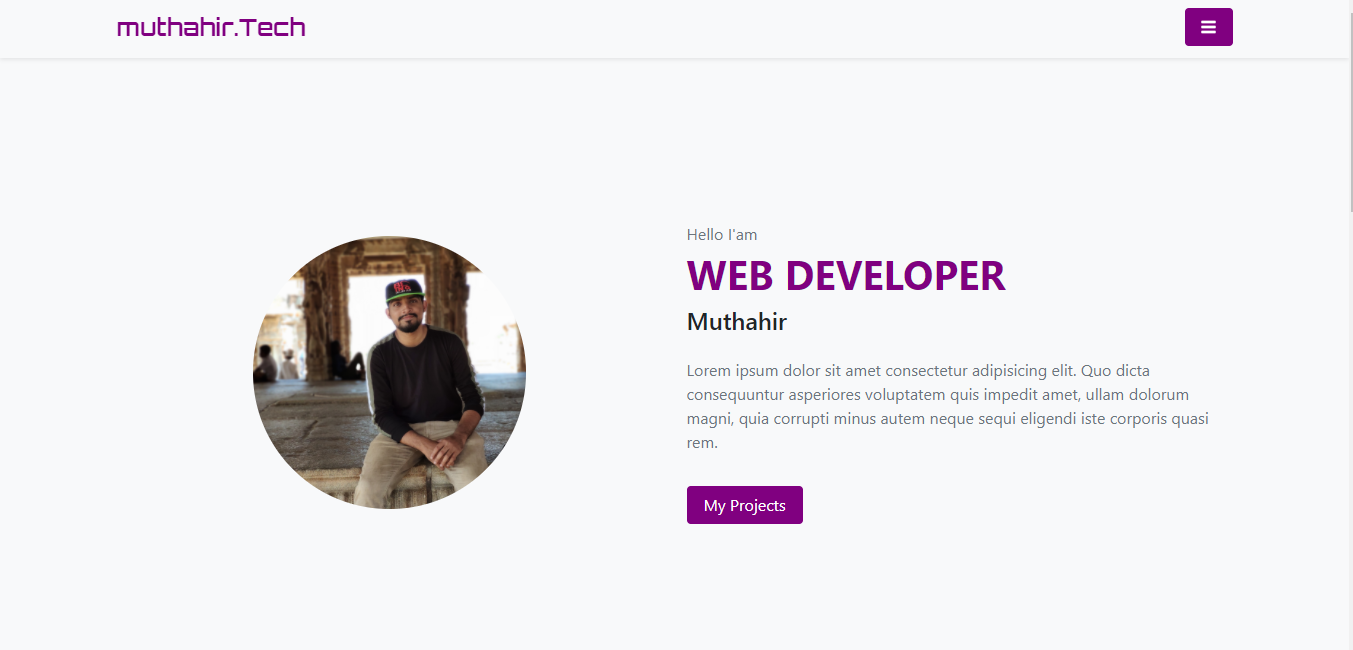 muthahir.Tech
Hello I'am
WEB DEVELOPER
Muthahir
Lorem ipsum dolor sit amet consectetur adipisicing elit. Quo dicta
consequuntur asperiores voluptatem quis impedit amet, ullam dolorum
magni, quia corrupti minus autem neque sequi eligendi iste corporis quasi
rem.
My Projects